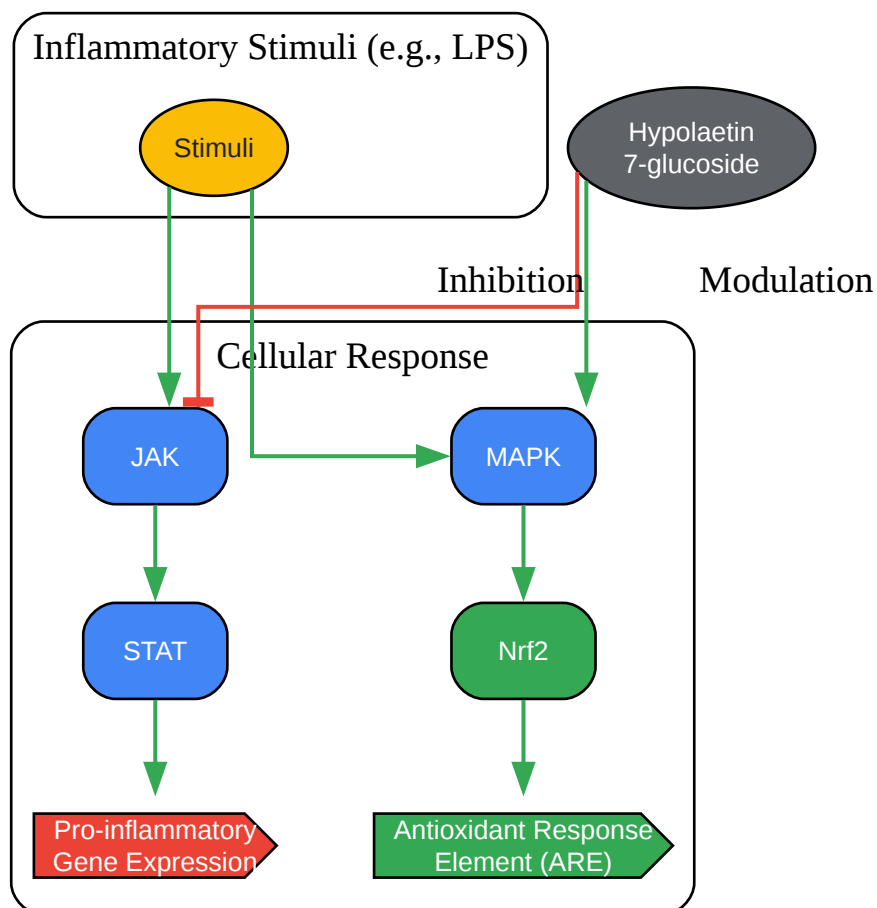 Inflammatory Stimuli (e.g., LPS)
Stimuli
Hypolaetin
7-glucoside
Inhibition
Modulation
Cellular Response
JAK
MAPK
STAT
Nrf2
Pro-inflammatory
Gene Expression
Antioxidant Response
Element (ARE)